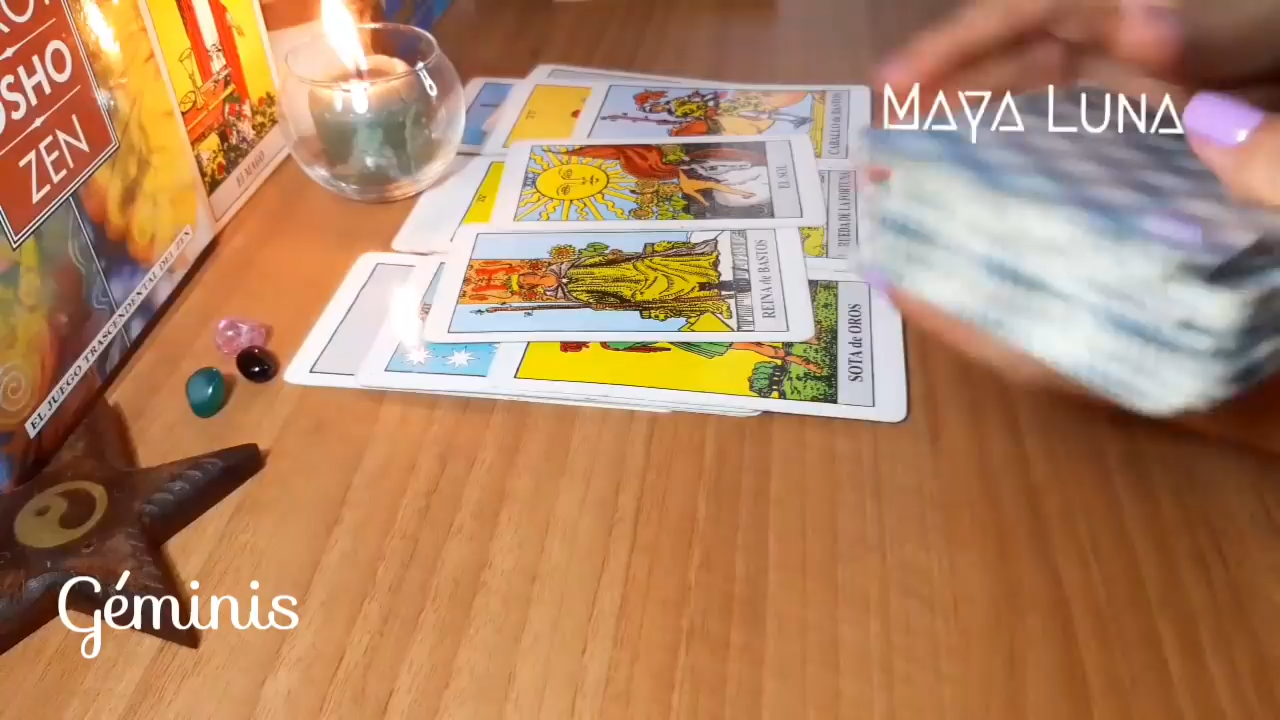 OSHO
ZEN
EL JUEGO TRASCENDENTAL DEL ZEN
EL MAGO
MAYA LUNA
CABALLO de BASTOS
EL SOL
RUEDA DE LA FORTUNA
REINA de BASTOS
SOTA de OROS
Géminis